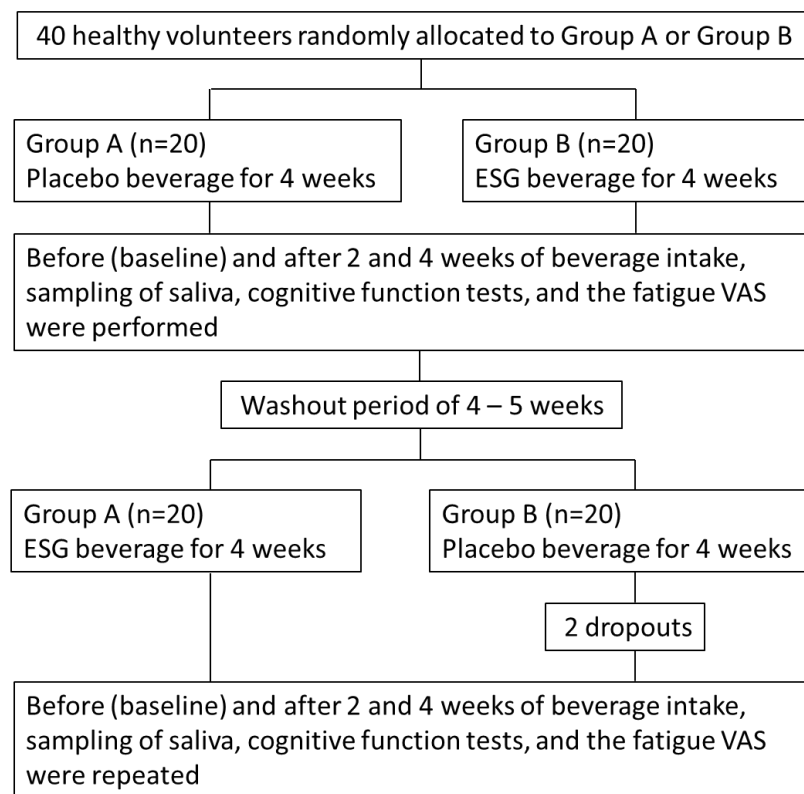 40 healthy volunteers randomly allocated to Group A or Group B
Group A (n=20)
Placebo beverage for 4 weeks
Group B (n=20)
ESG beverage for 4 weeks
Before (baseline) and after 2 and 4 weeks of beverage intake,
sampling of saliva, cognitive function tests, and the fatigue VAS
were performed
Washout period of 4 – 5 weeks
Group A (n=20)
ESG beverage for 4 weeks
Group B (n=20)
Placebo beverage for 4 weeks
2 dropouts
Before (baseline) and after 2 and 4 weeks of beverage intake,
sampling of saliva, cognitive function tests, and the fatigue VAS
were repeated